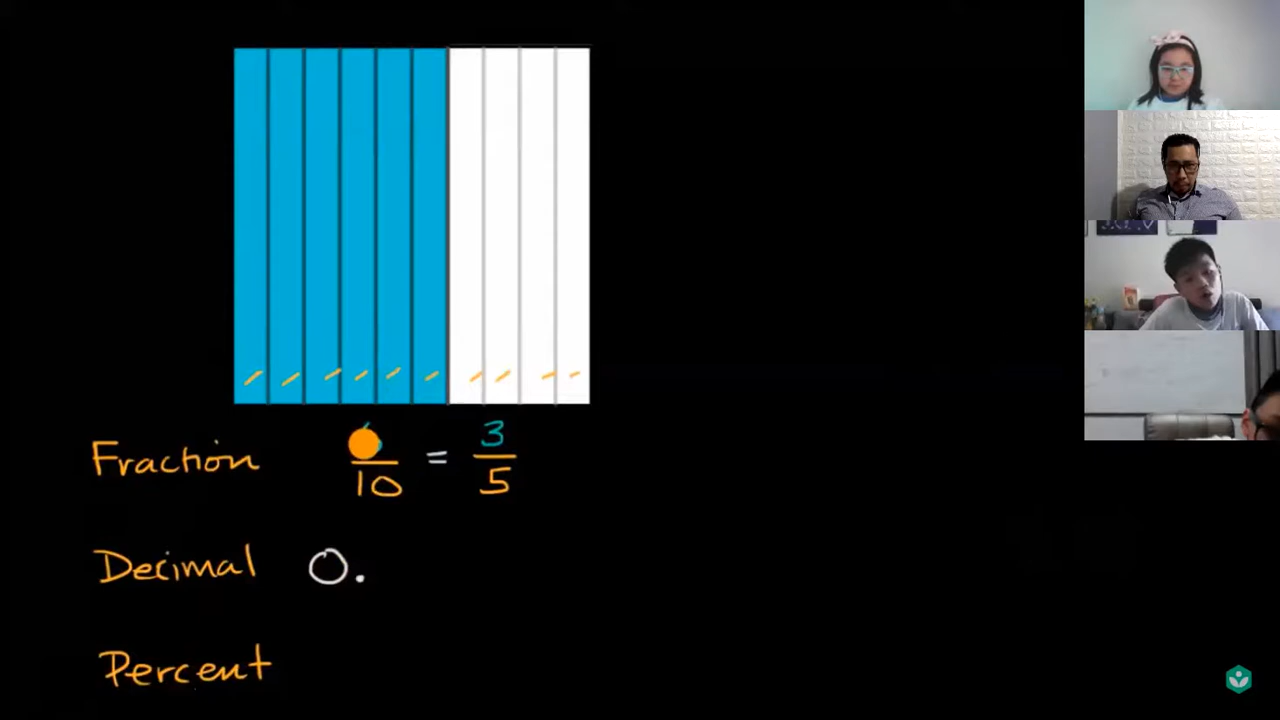 Fraction 10 = 3/5
Decimal 0.
Percent